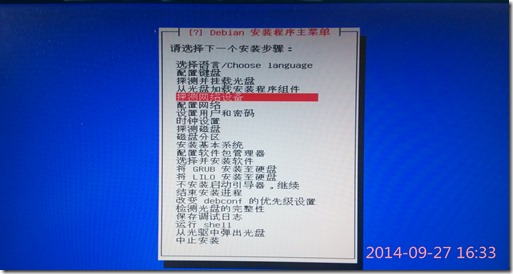 [?] Debian 安装程序主菜单
请选择下一个安装步骤:
选择语言/Choose language
配置键盘
探测并挂载光盘
从光盘加载安装程序组件
探测网络设备
配置网络
设置用户和密码
时钟设置
探测磁盘
磁盘分区
安装基本系统
配置软件包管理器
选择并安装软件
将 GRUB 安装至硬盘
将 LILO 安装至硬盘
不安装启动引导器,继续
结束安装进程
改变 debconf 的优先级设置
检测光盘的完整性
保存调试日志
运行 shell
从光驱中弹出光盘
中止安装
2014-09-27 16:33